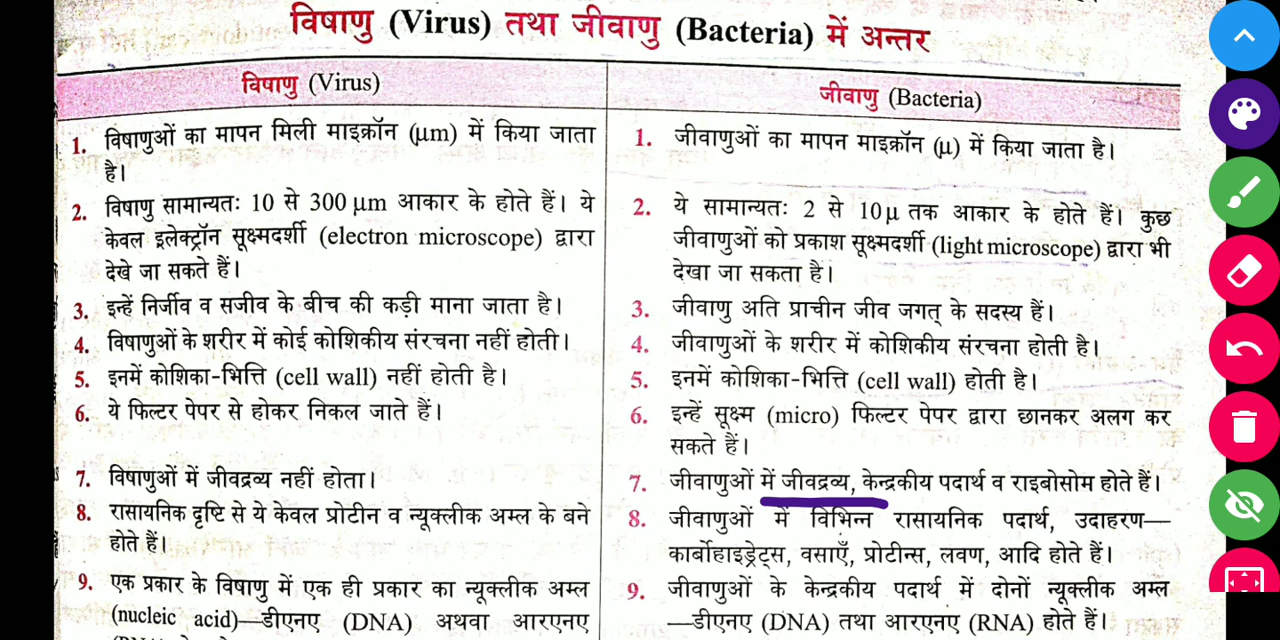 विषाणु (Virus) तथा जीवाणु (Bacteria) में अन्तर
विषाणु (Virus)
1. विषाणुओं का मापन मिली माइक्रॉन (μm) में किया जाता
है।
2. विषाणु सामान्यतः 10 से 300 μm आकार के होते हैं। ये
केवल इलेक्ट्रॉन सूक्ष्मदर्शी (electron microscope) द्वारा
देखे जा सकते हैं।
3. इन्हें निर्जीव व सजीव के बीच की कड़ी माना जाता है।
4. विषाणुओं के शरीर में कोई कोशिकीय संरचना नहीं होती।
5. इनमें कोशिका-भित्ति (cell wall) नहीं होती है।
6. ये फिल्टर पेपर से होकर निकल जाते हैं।
7. विषाणुओं में जीवद्रव्य नहीं होता।
8. रासायनिक दृष्टि से ये केवल प्रोटीन व न्यूक्लीक अम्ल के बने
होते हैं।
9. एक प्रकार के विषाणु में एक ही प्रकार का न्यूक्लीक अम्ल
(nucleic acid)—डीएनए (DNA) अथवा आरएनए
जीवाणु (Bacteria)
1. जीवाणुओं का मापन माइक्रॉन (μ) में किया जाता है।
2. ये सामान्यतः 2 से 10μ तक आकार के होते हैं। कुछ
जीवाणुओं को प्रकाश सूक्ष्मदर्शी (light microscope) द्वारा भी
देखा जा सकता है।
3. जीवाणु अति प्राचीन जीव जगत् के सदस्य हैं।
4. जीवाणुओं के शरीर में कोशिकीय संरचना होती है।
5. इनमें कोशिका-भित्ति (cell wall) होती है।
6. इन्हें सूक्ष्म (micro) फिल्टर पेपर द्वारा छानकर अलग कर
सकते हैं।
7. जीवाणुओं में जीवद्रव्य, केन्द्रकीय पदार्थ व राइबोसोम होते हैं।
8. जीवाणुओं में विभिन्न रासायनिक पदार्थ, उदाहरण—
कार्बोहाइड्रेट्स, वसाएँ, प्रोटीन्स, लवण, आदि होते हैं।
9. जीवाणुओं के केन्द्रकीय पदार्थ में दोनों न्यूक्लीक अम्ल
—डीएनए (DNA) तथा आरएनए (RNA) होते हैं।